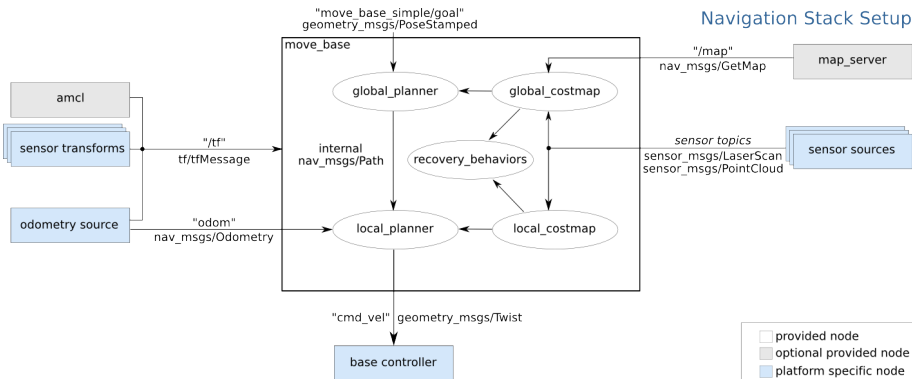 "move_base_simple/goal"
geometry_msgs/PoseStamped
Navigation Stack Setup
move_base
"/map"
nav_msgs/GetMap
map_server
amcl
global_planner
global_costmap
sensor transforms
"/tf"
tf/tfMessage
internal
nav_msgs/Path
recovery_behaviors
sensor topics
sensor_msgs/LaserScan
sensor_msgs/PointCloud
sensor sources
odometry source
"odom"
nav_msgs/Odometry
local_planner
local_costmap
"cmd_vel"
geometry_msgs/Twist
base controller
provided node
optional provided node
platform specific node